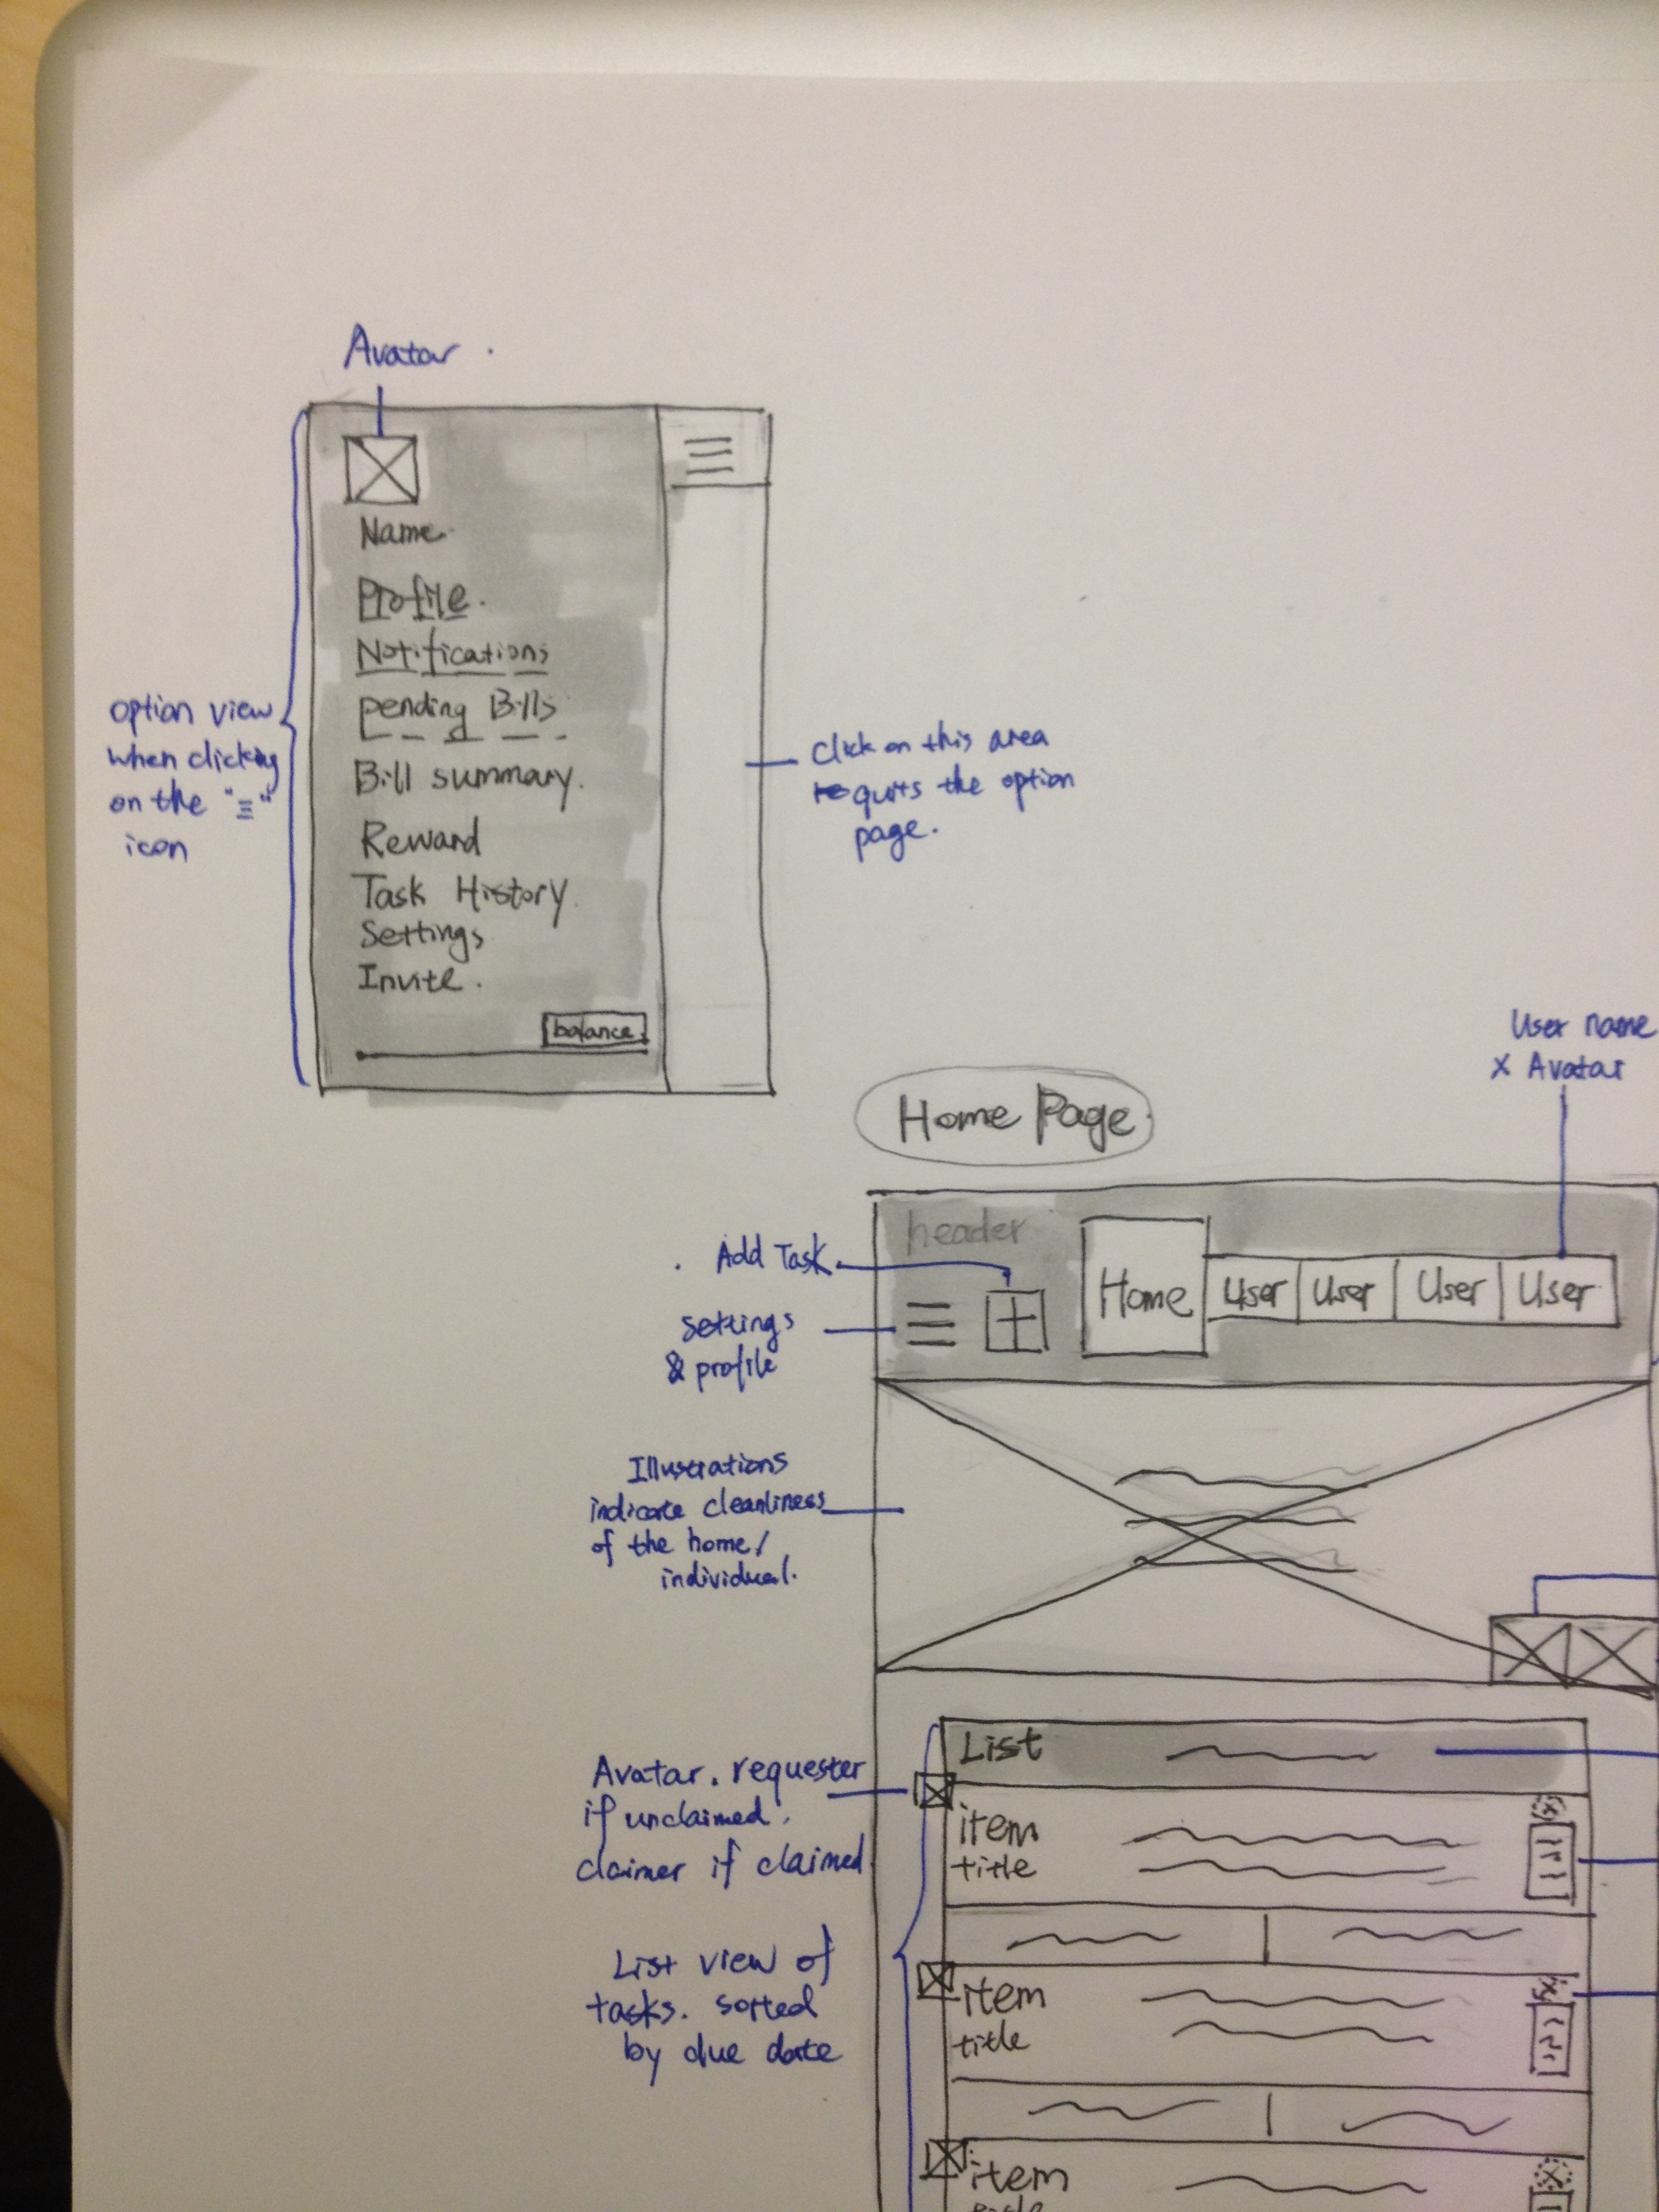 Avatar
Name
Profile.
Notifications
pending Bills
Bill summary.
Reward
Task History
Settings
Invite.
balance.
option view
when clicking
on the "≡"
icon
Click on this area
quits the option
page.
Home Page
User name
x Avatar
header
Home User User User User
Add Task
settings
& profile
Illustrations
indicate cleanliness
of the home/
individual.
List
Avatar. requester
if unclaimed.
claimer if claimed.
item
title
List view of
tasks. sorted
by due date
item
title
item